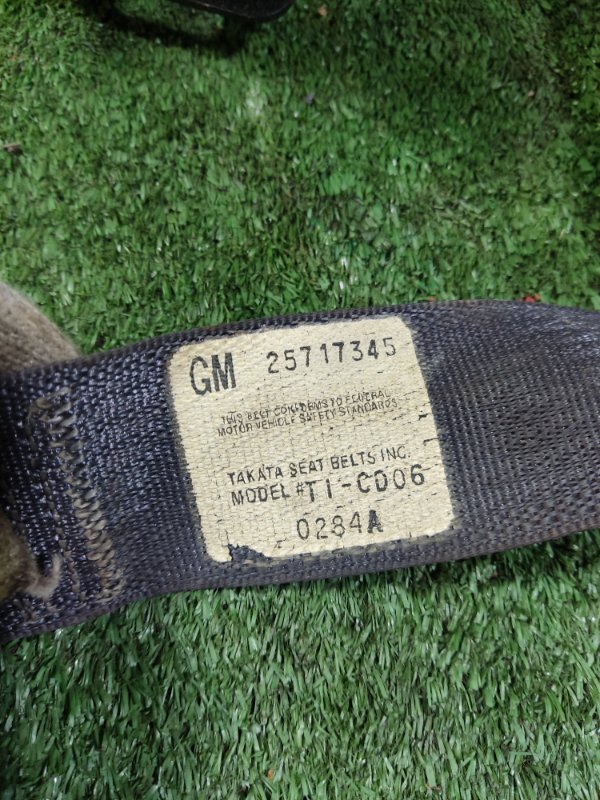 GM 25717345
THIS BELT CONFORMS TO FEDERAL
MOTOR VEHICLE SAFETY STANDARDS
TAKATA SEAT BELTS INC.
MODEL #TI-CD06
0284A